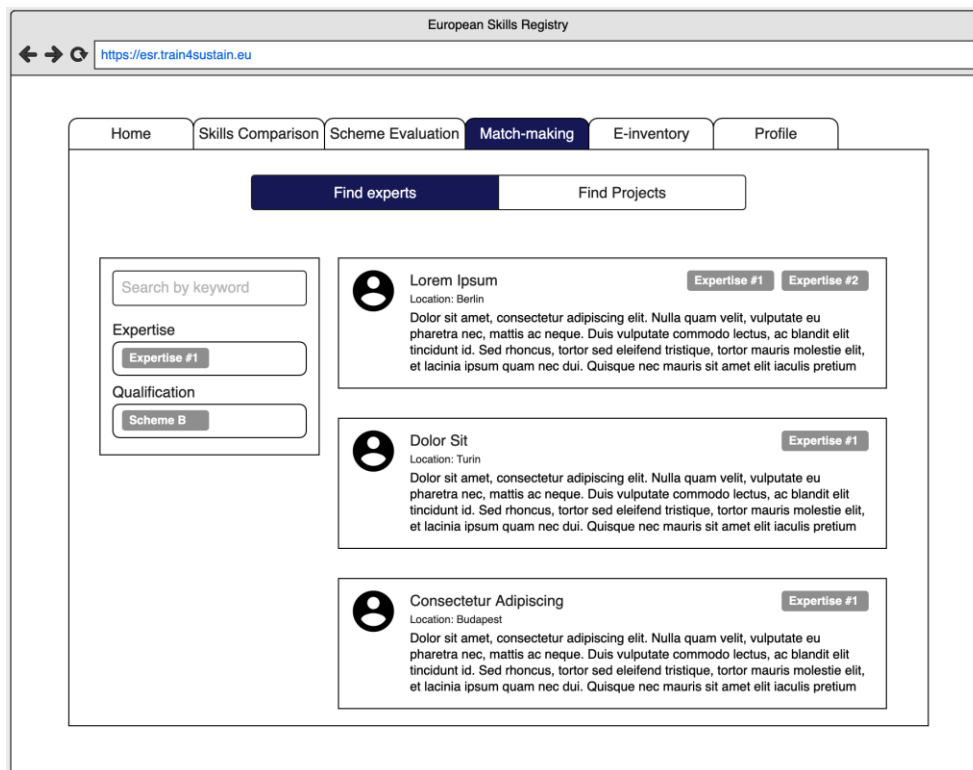 European Skills Registry
https://esr.train4sustain.eu
Home
Skills Comparison
Scheme Evaluation
Match-making
E-inventory
Profile
Find experts
Find Projects
Search by keyword
Expertise
Expertise #1
Qualification
Scheme B
Lorem Ipsum
Expertise #1
Expertise #2
Location: Berlin
Dolor sit amet, consectetur adipiscing elit. Nulla quam velit, vulputate eu
pharetra nec, mattis ac neque. Duis vulputate commodo lectus, ac blandit elit
tincidunt id. Sed rhoncus, tortor sed eleifend tristique, tortor mauris molestie elit,
et lacinia ipsum quam nec dui. Quisque nec mauris sit amet elit iaculis pretium
Dolor Sit
Expertise #1
Location: Turin
Dolor sit amet, consectetur adipiscing elit. Nulla quam velit, vulputate eu
pharetra nec, mattis ac neque. Duis vulputate commodo lectus, ac blandit elit
tincidunt id. Sed rhoncus, tortor sed eleifend tristique, tortor mauris molestie elit,
et lacinia ipsum quam nec dui. Quisque nec mauris sit amet elit iaculis pretium
Consectetur Adipiscing
Expertise #1
Location: Budapest
Dolor sit amet, consectetur adipiscing elit. Nulla quam velit, vulputate eu
pharetra nec, mattis ac neque. Duis vulputate commodo lectus, ac blandit elit
tincidunt id. Sed rhoncus, tortor sed eleifend tristique, tortor mauris molestie elit,
et lacinia ipsum quam nec dui. Quisque nec mauris sit amet elit iaculis pretium